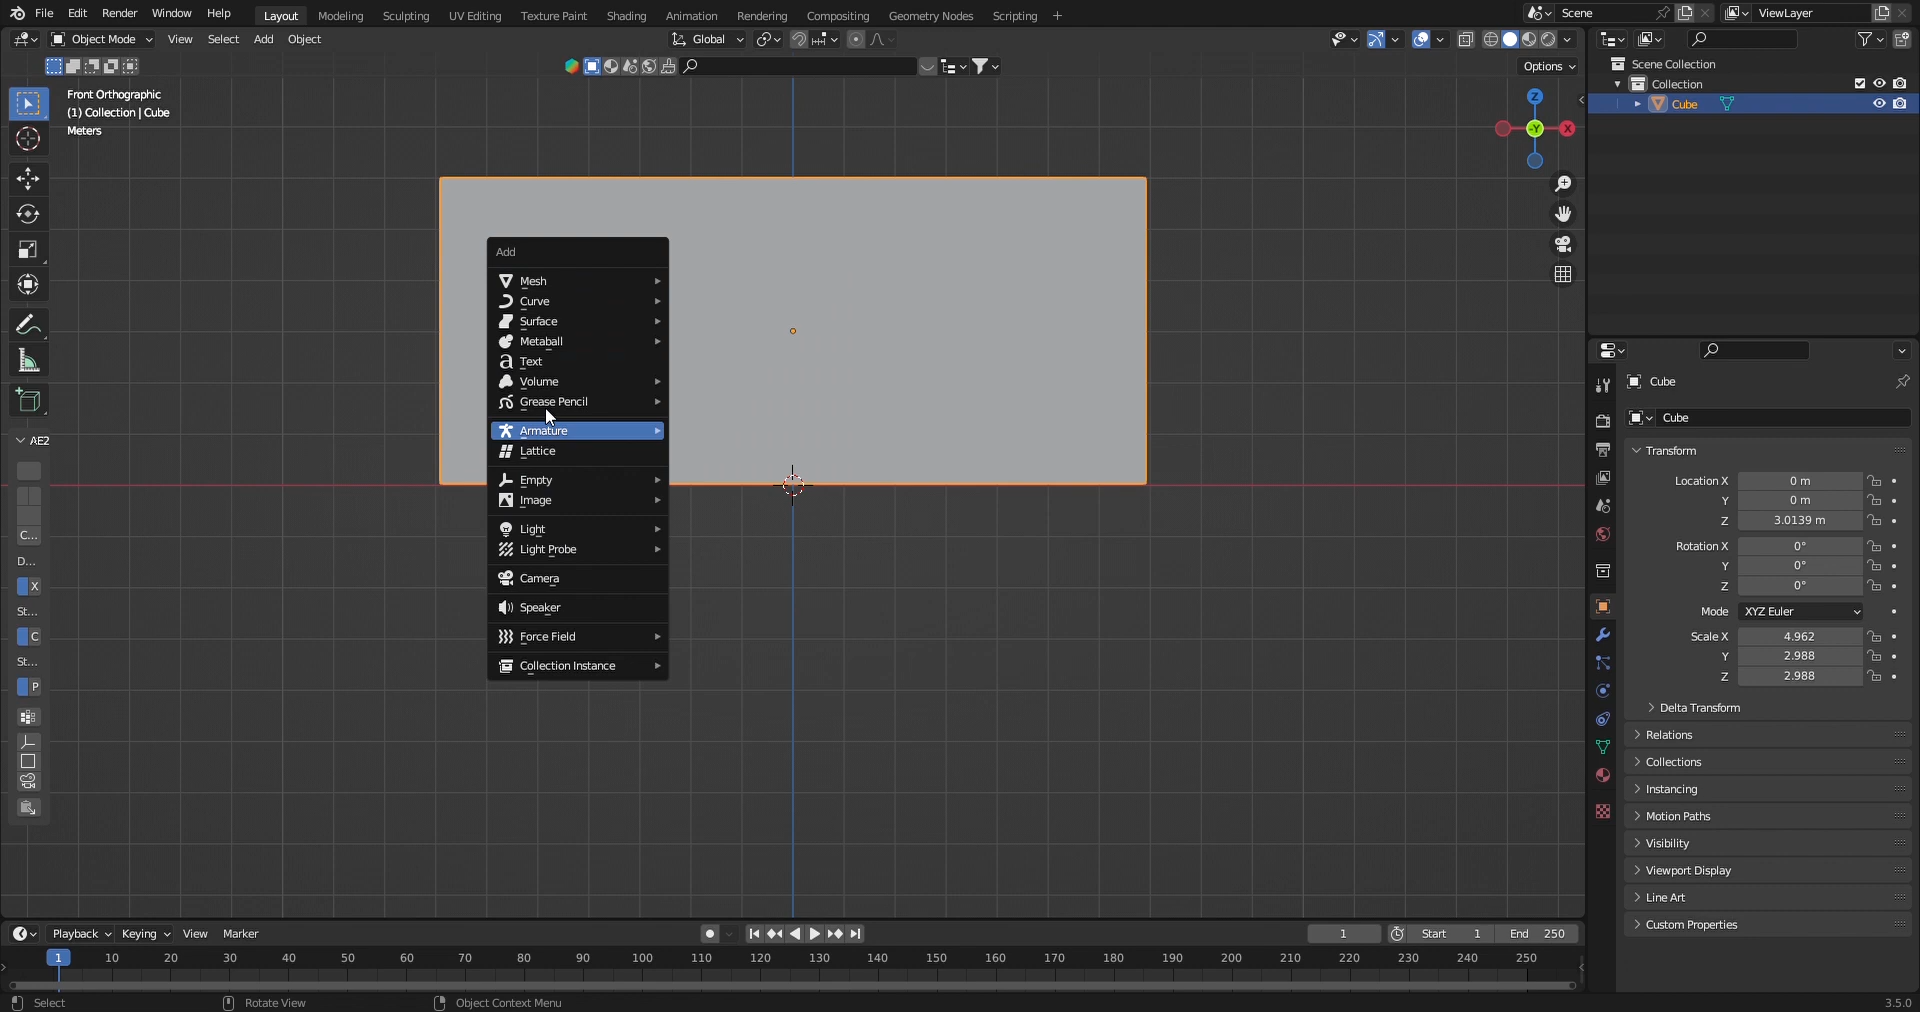 File Edit Render Window Help Layout Modeling Sculpting UV Editing Texture Paint Shading Animation Rendering Compositing Geometry Nodes Scripting + Scene ViewLayer
Object Mode View Select Add Object Global
Options
Front Orthographic
(1) Collection | Cube
Meters
Z
-Y X
Scene Collection
Collection
Cube
Add
Mesh
Curve
Surface
Metaball
Text
Volume
Grease Pencil
Armature
Lattice
Empty
Image
Light
Light Probe
Camera
Speaker
Force Field
Collection Instance
AE2
C...
D...
X
St...
C
St...
P
Cube
Cube
Transform
Location X 0 m
Y 0 m
Z 3.0139 m
Rotation X 0°
Y 0°
Z 0°
Mode XYZ Euler
Scale X 4.962
Y 2.988
Z 2.988
Delta Transform
Relations
Collections
Instancing
Motion Paths
Visibility
Viewport Display
Line Art
Custom Properties
Playback Keying View Marker 1 Start 1 End 250
1 10 20 30 40 50 60 70 80 90 100 110 120 130 140 150 160 170 180 190 200 210 220 230 240 250
Select Rotate View Object Context Menu 3.5.0